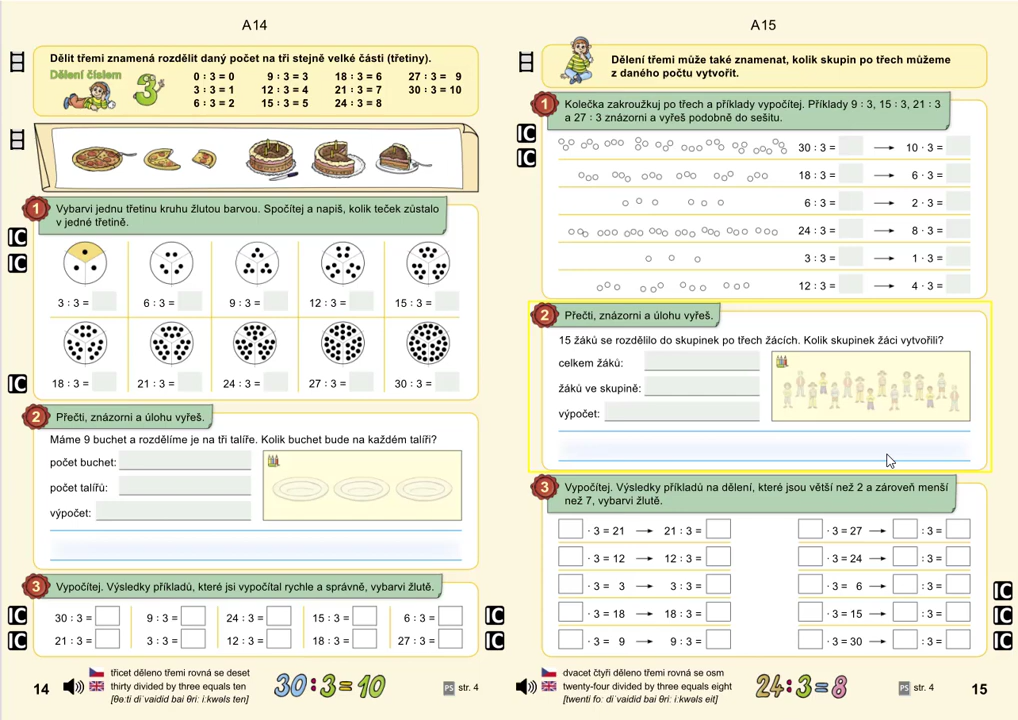 A14
Dělit třemi znamená rozdělit daný počet na tři stejně velké části (třetiny).
Dělení číslem 3
0 : 3 = 0 9 : 3 = 3 18 : 3 = 6 27 : 3 = 9
3 : 3 = 1 12 : 3 = 4 21 : 3 = 7 30 : 3 = 10
6 : 3 = 2 15 : 3 = 5 24 : 3 = 8
1 Vybarvi jednu třetinu kruhu žlutou barvou. Spočítej a napiš, kolik teček zůstalo
v jedné třetině.
3 : 3 = 6 : 3 = 9 : 3 = 12 : 3 = 15 : 3 =
18 : 3 = 21 : 3 = 24 : 3 = 27 : 3 = 30 : 3 =
2 Přečti, znázorni a úlohu vyřeš.
Máme 9 buchet a rozdělíme je na tři talíře. Kolik buchet bude na každém talíři?
počet buchet:
počet talířů:
výpočet:
3 Vypočítej. Výsledky příkladů, které jsi vypočítal rychle a správně, vybarvi žlutě.
30 : 3 = 9 : 3 = 24 : 3 = 15 : 3 = 6 : 3 =
21 : 3 = 3 : 3 = 12 : 3 = 18 : 3 = 27 : 3 =
třicet děleno třemi rovná se deset
14 thirty divided by three equals ten 30:3=10 PS str. 4
[θə:ti di´vaidid bai θri: i:kwəls ten]
A15
Dělení třemi může také znamenat, kolik skupin po třech můžeme
z daného počtu vytvořit.
1 Kolečka zakroužkuj po třech a příklady vypočítej. Příklady 9 : 3, 15 : 3, 21 : 3
a 27 : 3 znázorni a vyřeš podobně do sešitu.
30 : 3 = → 10 · 3 =
18 : 3 = → 6 · 3 =
6 : 3 = → 2 · 3 =
24 : 3 = → 8 · 3 =
3 : 3 = → 1 · 3 =
12 : 3 = → 4 · 3 =
2 Přečti, znázorni a úlohu vyřeš.
15 žáků se rozdělilo do skupinek po třech žácích. Kolik skupinek žáci vytvořili?
celkem žáků:
žáků ve skupině:
výpočet:
3 Vypočítej. Výsledky příkladů na dělení, které jsou větší než 2 a zároveň menší
než 7, vybarvi žlutě.
· 3 = 21 → 21 : 3 = · 3 = 27 → : 3 =
· 3 = 12 → 12 : 3 = · 3 = 24 → : 3 =
· 3 = 3 → 3 : 3 = · 3 = 6 → : 3 =
· 3 = 18 → 18 : 3 = · 3 = 15 → : 3 =
· 3 = 9 → 9 : 3 = · 3 = 30 → : 3 =
dvacet čtyři děleno třemi rovná se osm
twenty-four divided by three equals eight 24:3=8 PS str. 4 15
[twenti fo: di´vaidid bai θri: i:kwəls eit]